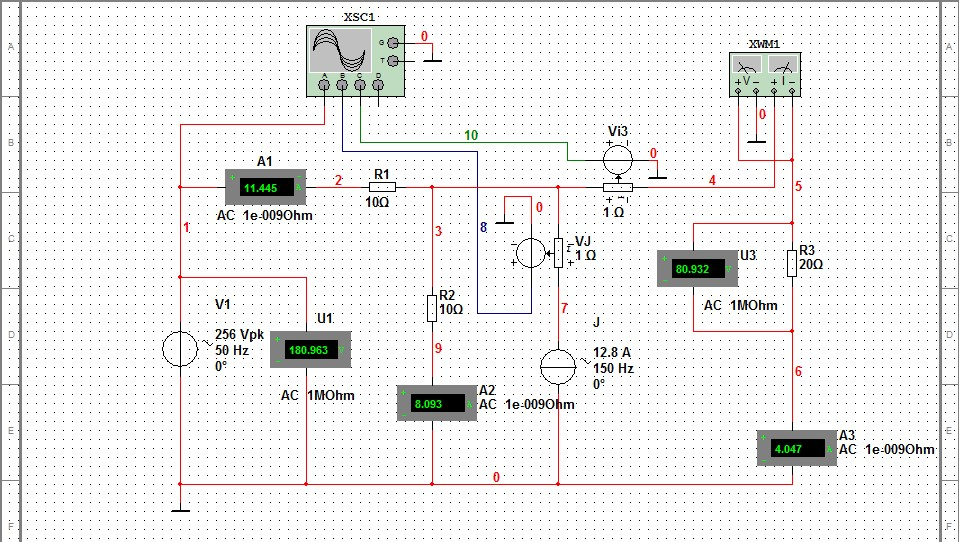 XSC1
G
T
A B C D
0
XWM1
+ V - + I -
0
A
B
C
D
E
F
A
B
C
D
E
F
10
Vi3
+ -
0
1 Ω
A1
11.445 A
AC 1e-009Ohm
2
R1
10Ω
4
5
1
3
8
0
VJ
1 Ω
U3
80.932 V
AC 1MOhm
R3
20Ω
V1
256 Vpk
50 Hz
0°
U1
180.963 V
AC 1MOhm
R2
10Ω
9
7
J
12.8 A
150 Hz
0°
6
A2
8.093 A
AC 1e-009Ohm
A3
4.047 A
AC 1e-009Ohm
0